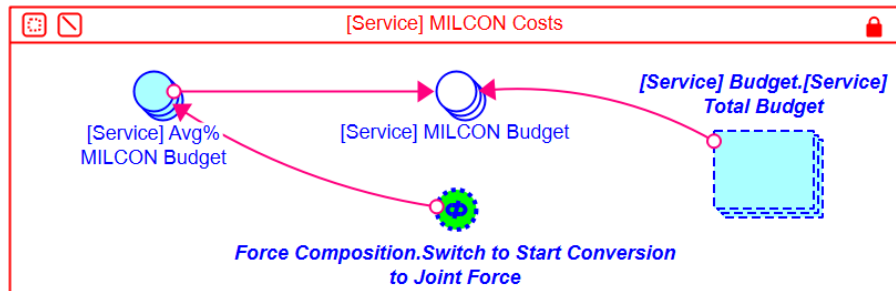 [Service] MILCON Costs
[Service] Budget.[Service]
Total Budget
[Service] Avg%
MILCON Budget
[Service] MILCON Budget
Force Composition.Switch to Start Conversion
to Joint Force